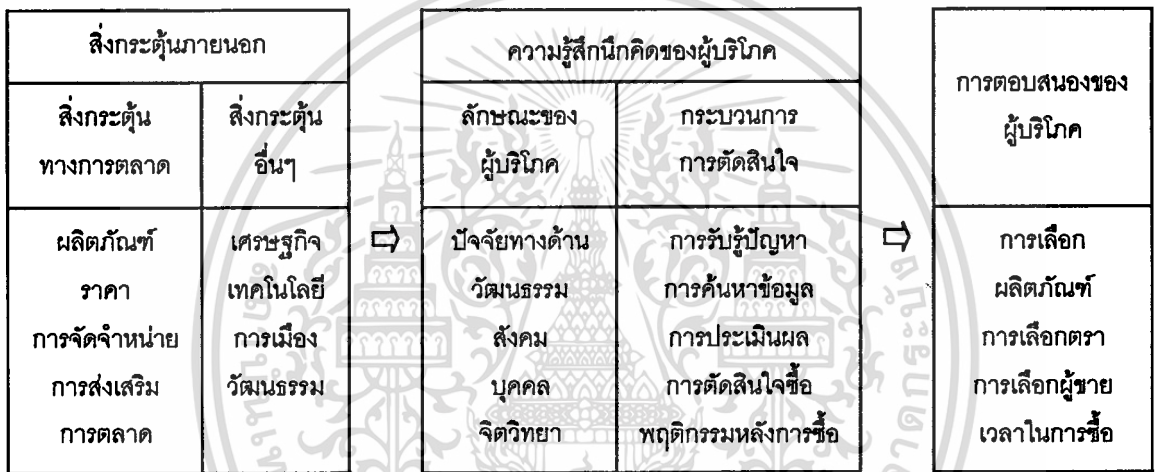 สิ่งกระตุ้นภายนอก
สิ่งกระตุ้น
ทางการตลาด
สิ่งกระตุ้น
อื่นๆ
ผลิตภัณฑ์
ราคา
การจัดจำหน่าย
การส่งเสริม
การตลาด
เศรษฐกิจ
เทคโนโลยี
การเมือง
วัฒนธรรม
⇨
ความรู้สึกนึกคิดของผู้บริโภค
ลักษณะของ
ผู้บริโภค
กระบวนการ
การตัดสินใจ
ปัจจัยทางด้าน
วัฒนธรรม
สังคม
บุคคล
จิตวิทยา
การรับรู้ปัญหา
การค้นหาข้อมูล
การประเมินผล
การตัดสินใจซื้อ
พฤติกรรมหลังการซื้อ
⇨
การตอบสนองของ
ผู้บริโภค
การเลือก
ผลิตภัณฑ์
การเลือกตรา
การเลือกผู้ขาย
เวลาในการซื้อ